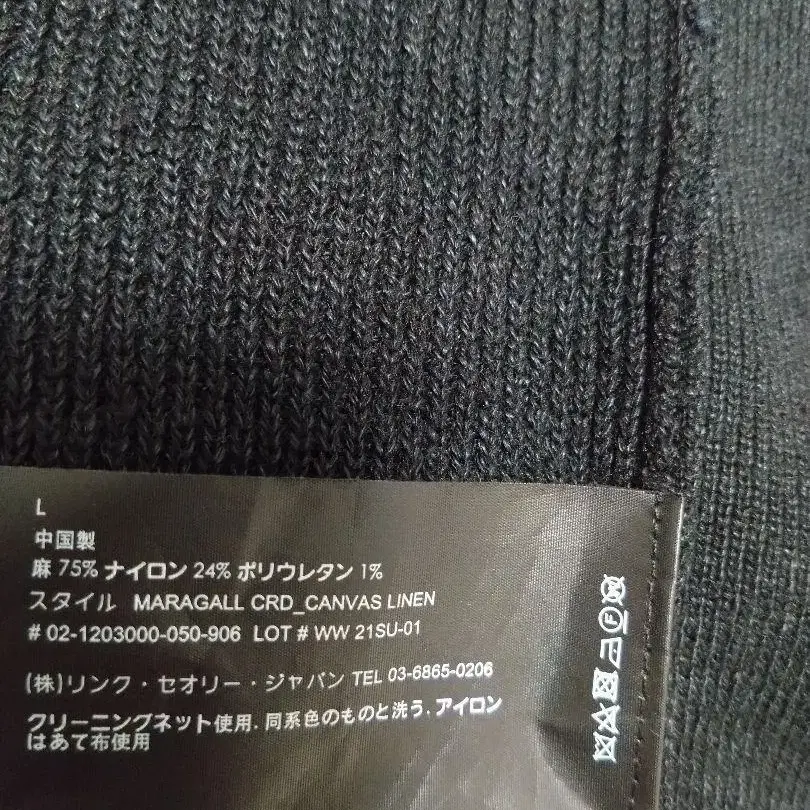 L
中国製
麻 75% ナイロン 24% ポリウレタン 1%
スタイル MARAGALL CRD_CANVAS LINEN
# 02-1203000-050-906 LOT # WW 21SU-01
(株)リンク・セオリー・ジャパン TEL 03-6865-0206
クリーニングネット使用. 同系色のものと洗う. アイロン
はあて布使用
F